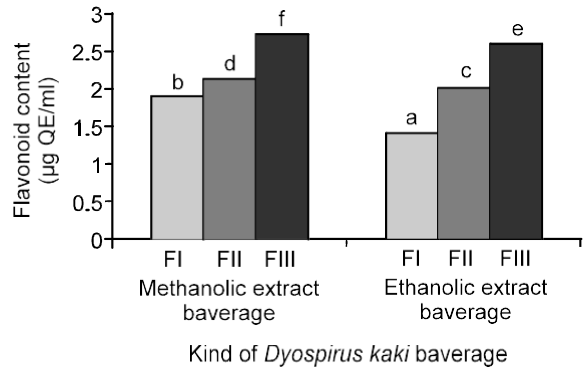 Flavonoid content
(µg QE/ml)
3
2.5
2
1.5
1
0.5
0
b
d
f
a
c
e
FI FII FIII
FI FII FIII
Methanolic extract
baverage
Ethanolic extract
baverage
Kind of Dyospirus kaki baverage